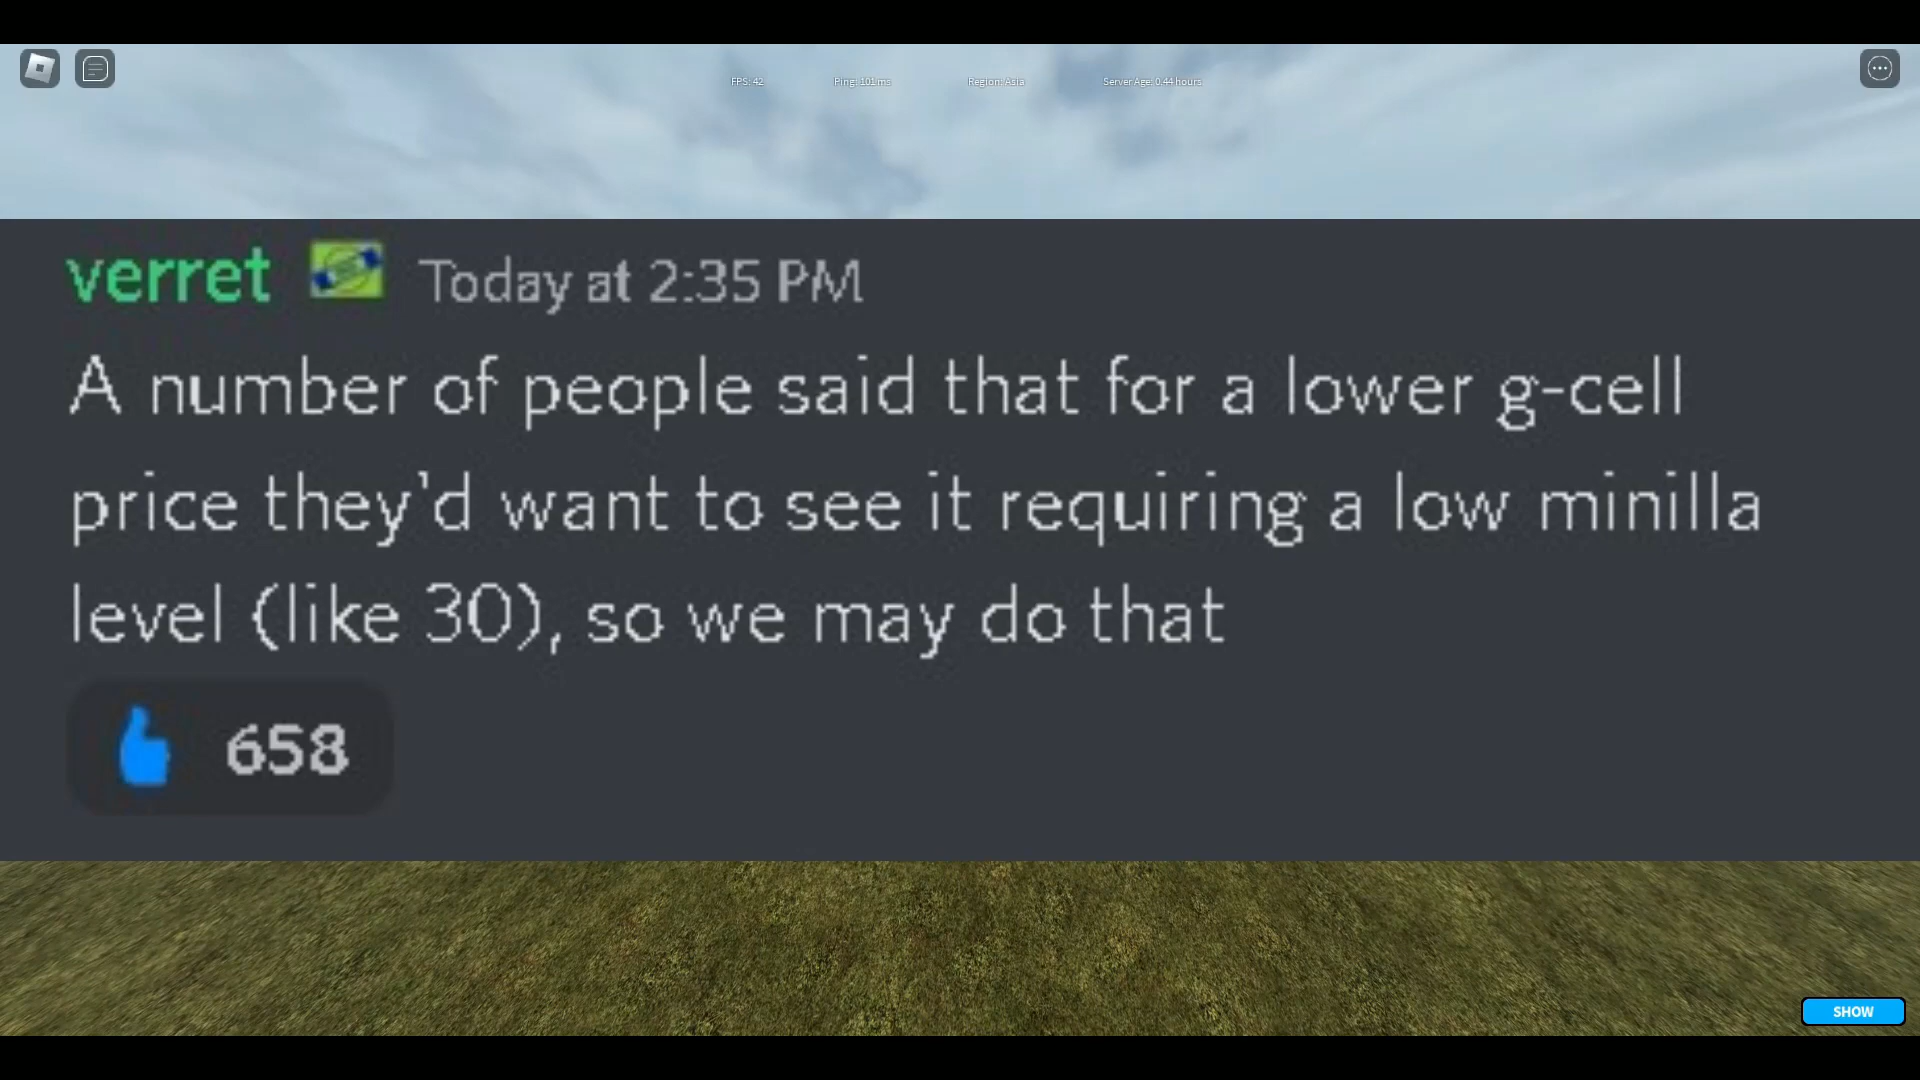 FPS: 42 Ping: 101 ms Region: Asia Server Age: 0.44 hours
verret Today at 2:35 PM
A number of people said that for a lower g-cell
price they'd want to see it requiring a low minilla
level (like 30), so we may do that
658
SHOW